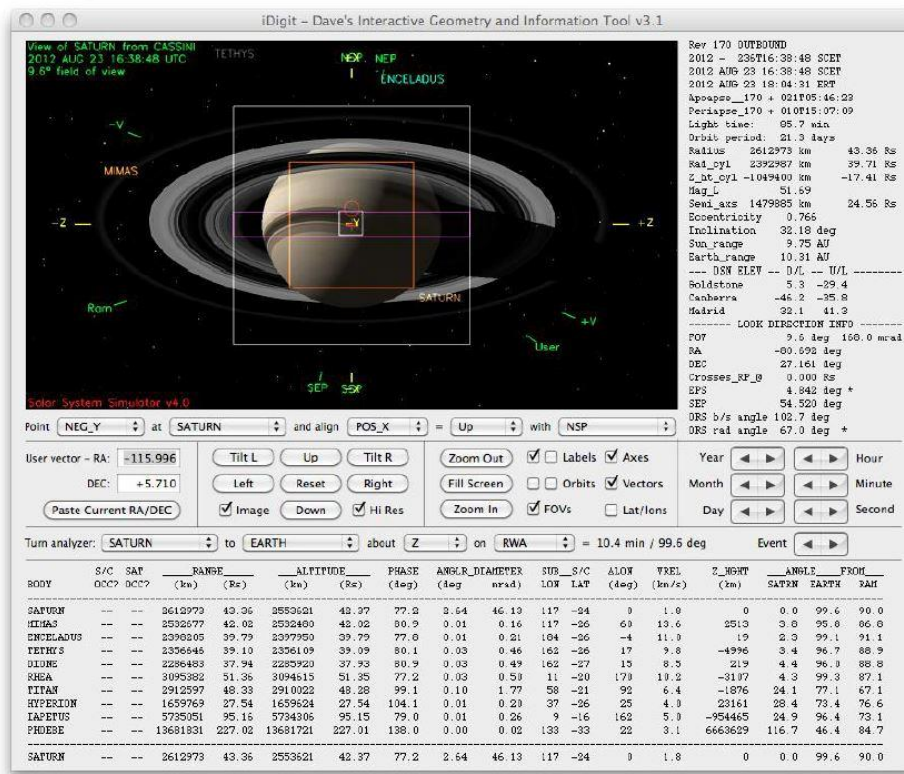 iDigit – Dave's Interactive Geometry and Information Tool v3.1
View of SATURN from CASSINI
2012 AUG 23 16:38:48 UTC
9.6° field of view
TETHYS
NEP
ENCELADUS
-V
MIMAS
-Z
-Y
+Z
SATURN
Ram
+V
User
SEP
Solar System Simulator v4.0
Rev 170 OUTBOUND
2012 - 236T16:38:48 SCET
2012 AUG 23 16:38:48 SCET
2012 AUG 23 18:04:31 ERT
Apoapse_170 + 021T05:46:23
Periapse_170 + 010T15:07:09
Light time: 85.7 min
Orbit period: 21.3 days
Radius 2612973 km 43.36 Rs
Rad_cyl 2392987 km 39.71 Rs
Z_ht_cyl -1049400 km -17.41 Rs
Mag_L 51.69
Semi_axs 1479885 km 24.56 Rs
Eccentricity 0.766
Inclination 32.18 deg
Sun_range 9.75 AU
Earth_range 10.31 AU
--- DSN ELEV -- D/L -- U/L --------
Goldstone 5.3 -29.4
Canberra -46.2 -35.8
Madrid 32.1 41.3
------- LOOK DIRECTION INFO -------
FOV 9.6 deg 168.0 mrad
RA -80.692 deg
DEC 27.161 deg
Crosses_RP_@ 0.000 Rs
EPS 4.842 deg *
SEP 54.520 deg
ORS b/s angle 102.7 deg
ORS rad angle 67.0 deg *
Point NEG_Y at SATURN and align POS_X = Up with NSP
User vector – RA: -115.996 Tilt L Up Tilt R Zoom Out Labels Axes Year Hour
DEC: +5.710 Left Reset Right Fill Screen Orbits Vectors Month Minute
Paste Current RA/DEC Image Down Hi Res Zoom In FOVs Lat/lons Day Second
Turn analyzer: SATURN to EARTH about Z on RWA = 10.4 min / 99.6 deg Event
S/C SAT RANGE ALTITUDE PHASE ANGLR_DIAMETER SUB_S/C ALON VREL Z_HGHT ANGLE FROM
BODY OCC? OCC? (km) (Rs) (km) (Rs) (deg) (deg mrad) LON LAT (deg) (km/s) (km) SATRN EARTH RAM
SATURN -- -- 2612973 43.36 2553621 42.37 77.2 2.64 46.13 117 -24 0 1.8 0 0.0 99.6 90.0
MIMAS -- -- 2532677 42.02 2532480 42.02 80.9 0.01 0.16 117 -26 60 13.6 2513 3.8 95.8 86.8
ENCELADUS -- -- 2398205 39.79 2397950 39.79 77.8 0.01 0.21 184 -26 -4 11.0 19 2.3 99.1 91.1
TETHYS -- -- 2356646 39.10 2356109 39.09 80.1 0.03 0.46 162 -26 17 9.8 -4996 3.4 96.7 88.9
DIONE -- -- 2286483 37.94 2285920 37.93 80.9 0.03 0.49 162 -27 15 8.5 219 4.4 96.0 88.8
RHEA -- -- 3095382 51.36 3094615 51.35 77.2 0.03 0.50 11 -20 170 10.2 -3107 4.3 99.3 87.1
TITAN -- -- 2912597 48.33 2910022 48.28 99.1 0.10 1.77 58 -21 92 6.4 -1876 24.1 77.1 67.1
HYPERION -- -- 1659769 27.54 1659624 27.54 104.1 0.01 0.20 37 -26 25 4.0 23161 28.4 73.4 76.6
IAPETUS -- -- 5735051 95.16 5734306 95.15 79.0 0.01 0.26 9 -16 162 5.0 -954465 24.9 96.4 73.1
PHOEBE -- -- 13681831 227.02 13681721 227.01 138.0 0.00 0.02 133 -33 22 3.1 6663629 116.7 46.4 84.7
SATURN -- -- 2612973 43.36 2553621 42.37 77.2 2.64 46.13 117 -24 0 1.8 0 0.0 99.6 90.0